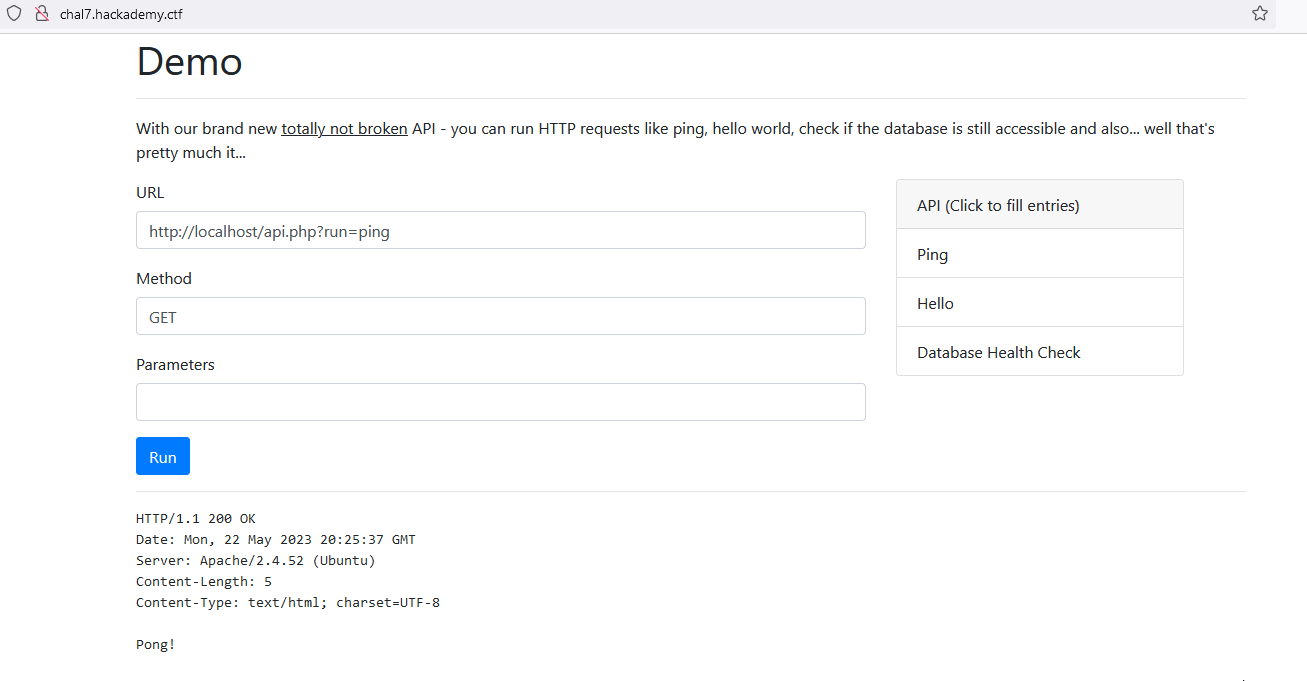 chal7.hackademy.ctf
Demo
With our brand new totally not broken API - you can run HTTP requests like ping, hello world, check if the database is still accessible and also... well that's
pretty much it...
URL
http://localhost/api.php?run=ping
Method
GET
Parameters
Run
API (Click to fill entries)
Ping
Hello
Database Health Check
HTTP/1.1 200 OK
Date: Mon, 22 May 2023 20:25:37 GMT
Server: Apache/2.4.52 (Ubuntu)
Content-Length: 5
Content-Type: text/html; charset=UTF-8
Pong!